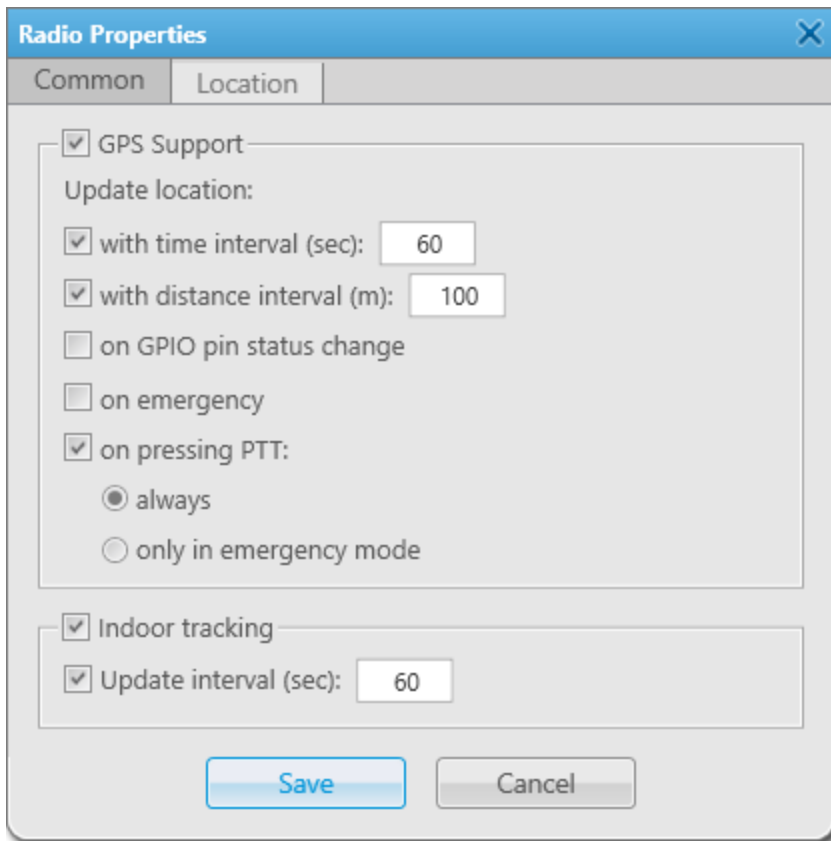 Radio Properties
Common Location
GPS Support
Update location:
with time interval (sec): 60
with distance interval (m): 100
on GPIO pin status change
on emergency
on pressing PTT:
always
only in emergency mode
Indoor tracking
Update interval (sec): 60
Save Cancel